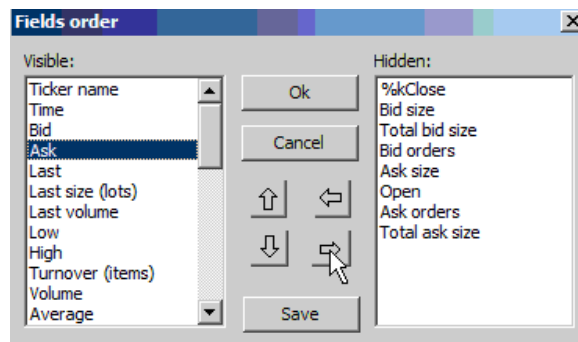 Fields order
Visible:
Hidden:
Ticker name
Time
Bid
Ask
Last
Last size (lots)
Last volume
Low
High
Turnover (items)
Volume
Average
Ok
Cancel
Save
%kClose
Bid size
Total bid size
Bid orders
Ask size
Open
Ask orders
Total ask size